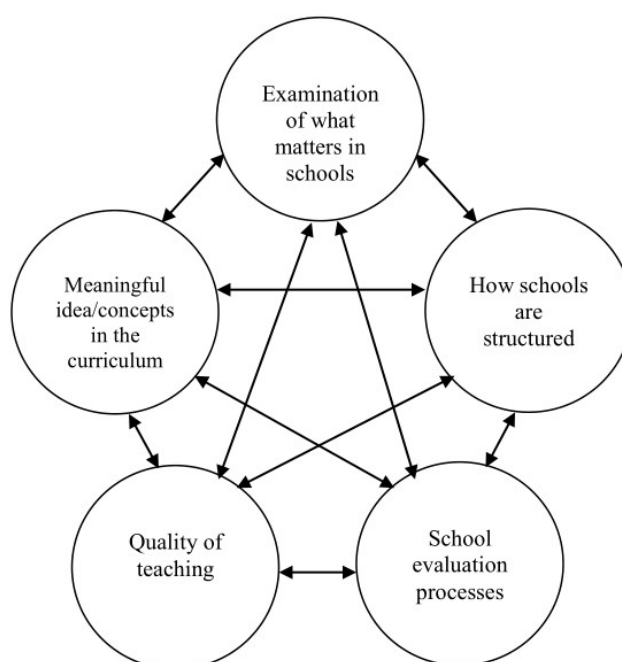 Examination
of what
matters in
schools
Meaningful
idea/concepts
in the
curriculum
How schools
are
structured
Quality of
teaching
School
evaluation
processes